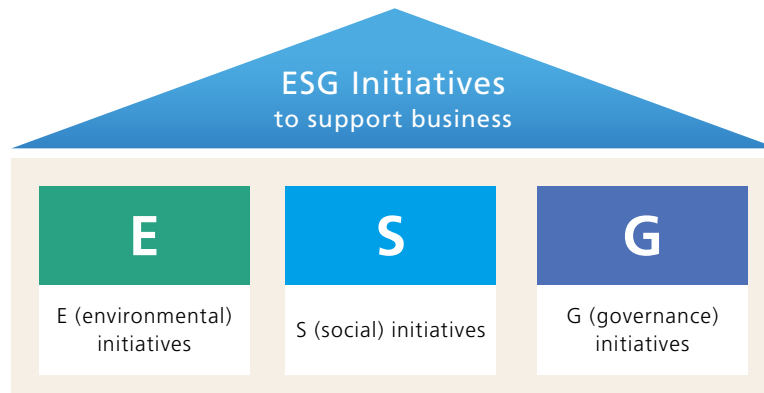 ESG Initiatives
to support business
E
S
G
E (environmental)
initiatives
S (social) initiatives
G (governance)
initiatives